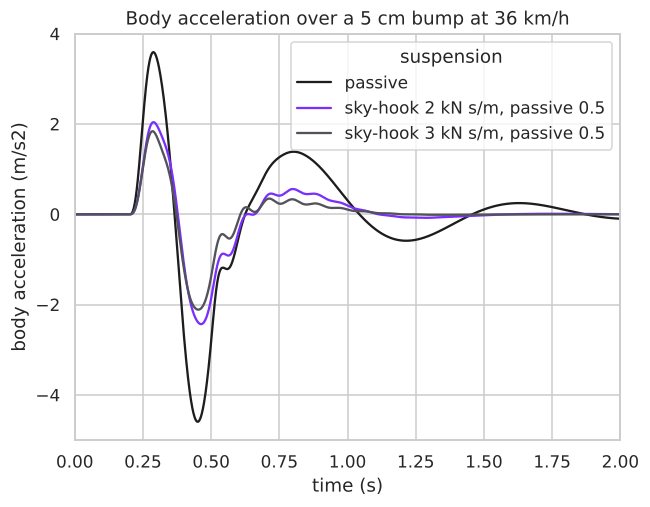 Body acceleration over a 5 cm bump at 36 km/h
suspension
passive
sky-hook 2 kN s/m, passive 0.5
sky-hook 3 kN s/m, passive 0.5
body acceleration (m/s2)
4
2
0
−2
−4
0.00 0.25 0.50 0.75 1.00 1.25 1.50 1.75 2.00
time (s)